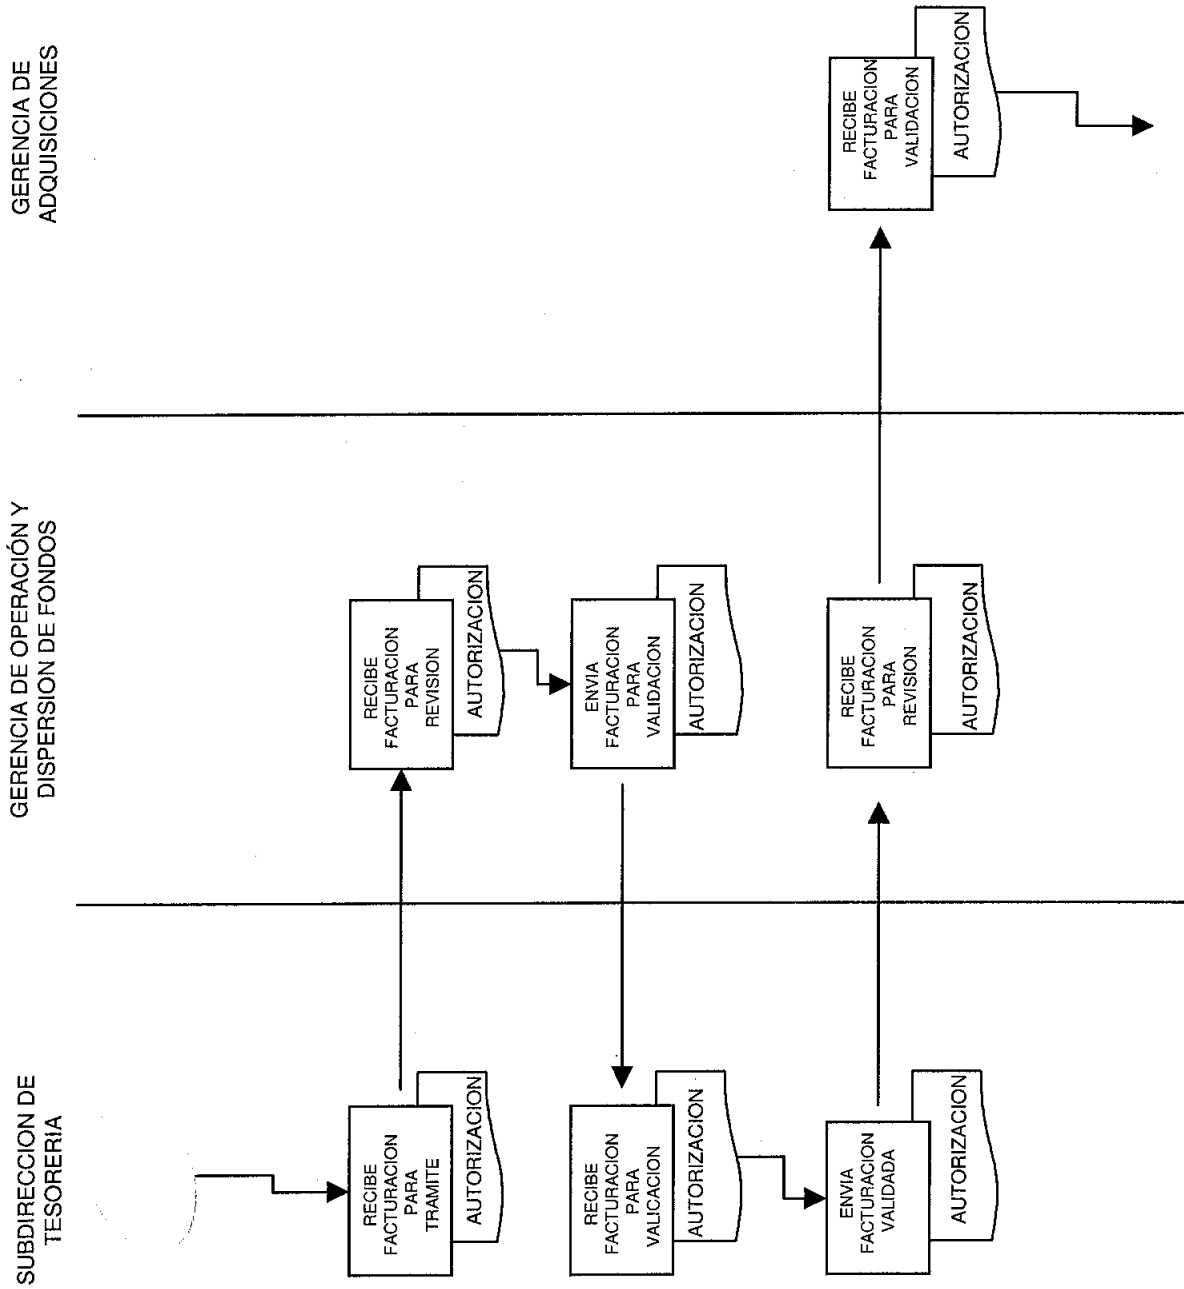 SUBDIRECCION DE
TESORERIA
GERENCIA DE OPERACIÓN Y
DISPERSION DE FONDOS
GERENCIA DE
ADQUISICIONES
RECIBE
FACTURACION
PARA
TRAMITE
AUTORIZACION
RECIBE
FACTURACION
PARA
REVISION
AUTORIZACION
RECIBE
FACTURACION
PARA
VALICACION
AUTORIZACION
ENVIA
FACTURACION
PARA
VALIDACION
AUTORIZACION
ENVIA
FACTURACION
VALIDADA
AUTORIZACION
RECIBE
FACTURACION
PARA
REVISION
AUTORIZACION
RECIBE
FACTURACION
PARA
VALIDACION
AUTORIZACION